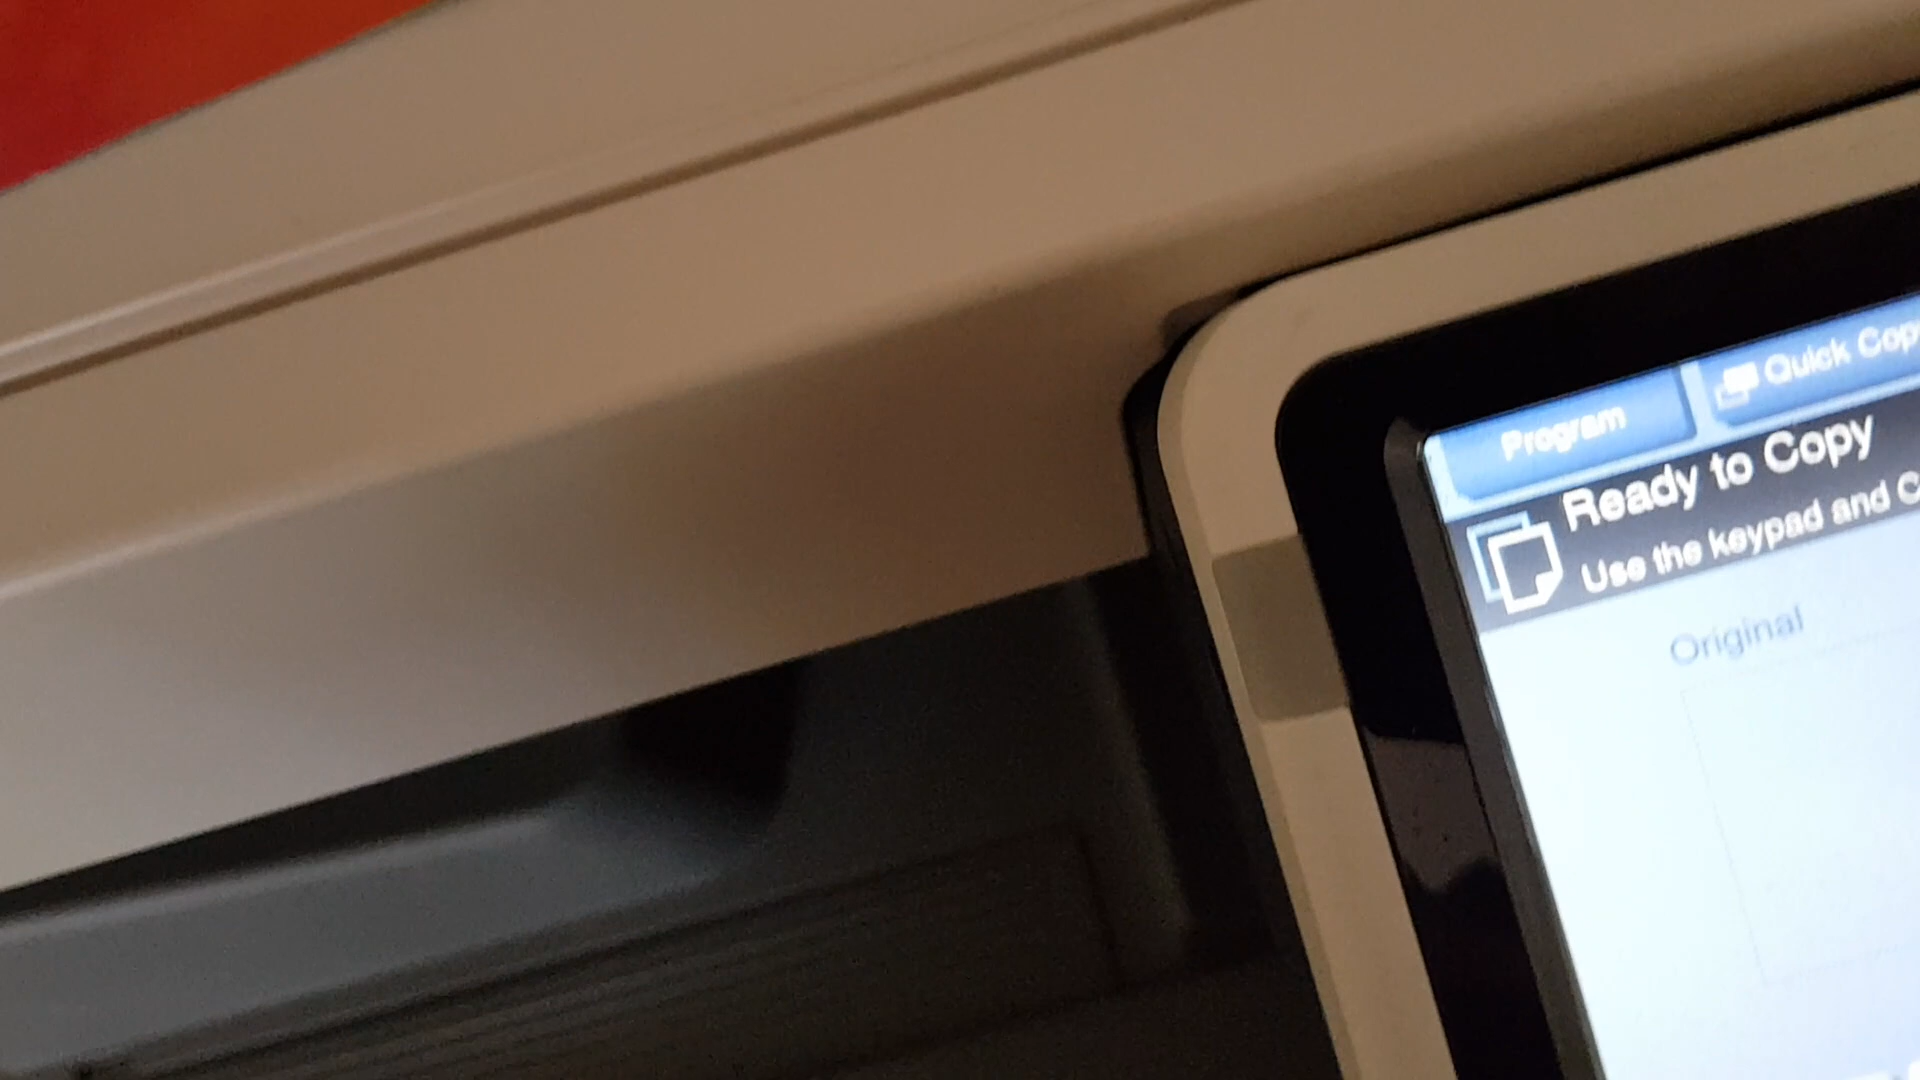 Program
Quick Cop
Ready to Copy
Use the keypad and C
Original